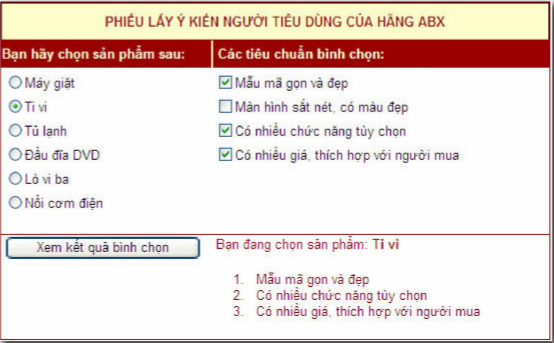 PHIẾU LẤY Ý KIẾN NGƯỜI TIÊU DÙNG CỦA HÃNG ABX
Bạn hãy chọn sản phẩm sau:
Các tiêu chuẩn bình chọn:
Máy giặt
Ti vi
Tủ lạnh
Đầu đĩa DVD
Lò vi ba
Nồi cơm điện
Mẫu mã gọn và đẹp
Màn hình sắt nét, có màu đẹp
Có nhiều chức năng tùy chọn
Có nhiều giá, thích hợp với người mua
Xem kết quả bình chọn
Bạn đang chọn sản phẩm: Ti vi
1. Mẫu mã gọn và đẹp
2. Có nhiều chức năng tùy chọn
3. Có nhiều giá, thích hợp với người mua